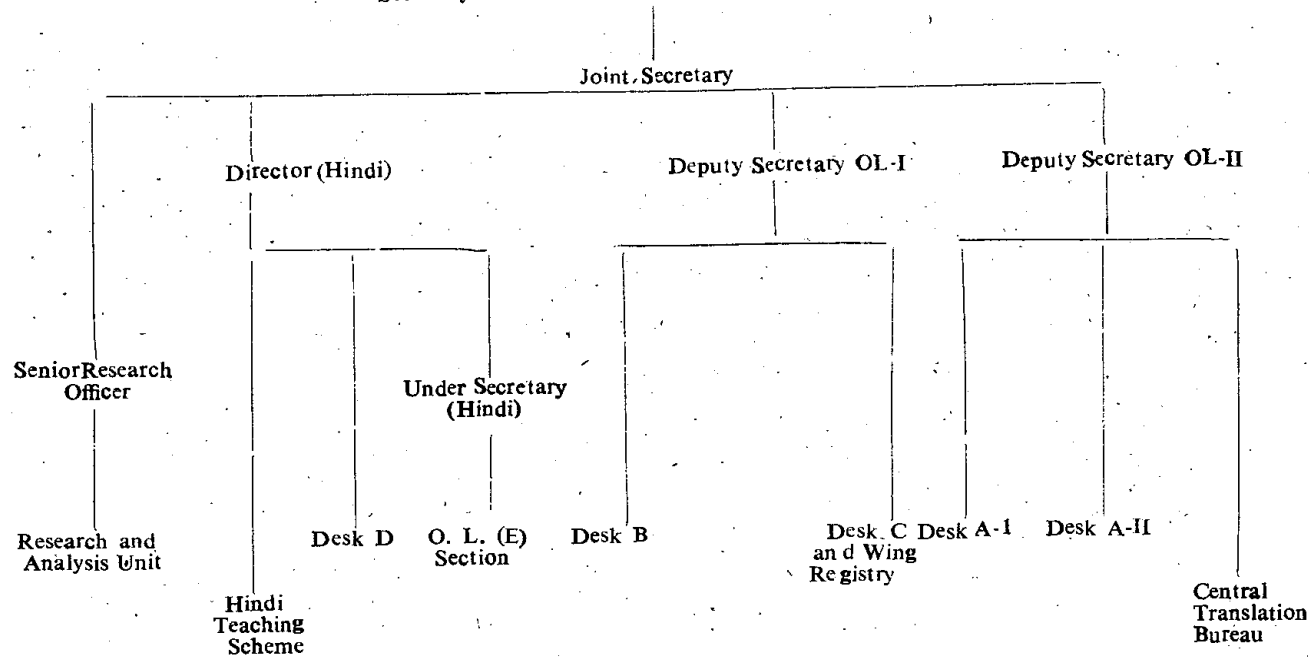 Joint Secretary
Director (Hindi)
Deputy Secretary OL-I
Deputy Secretary OL-II
Senior Research
Officer
Under Secretary
(Hindi)
Research and
Analysis Unit
Hindi
Teaching
Scheme
Desk D
O. L. (E)
Section
Desk B
Desk C
and Wing
Registry
Desk A-I
Desk A-II
Central
Translation
Bureau